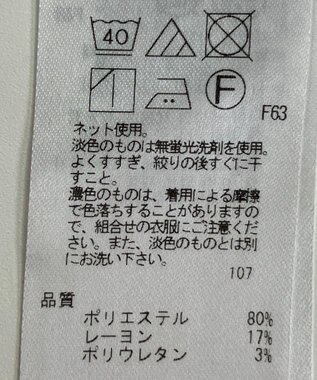 40
F
F63
ネット使用。
淡色のものは無蛍光洗剤を使用。
よくすすぎ、絞りの後すぐに干
すこと。
濃色のものは、着用による摩擦
で色落ちすることがありますの
で、組合せの衣服にご注意くだ
さい。また、淡色のものとは別
にお洗い下さい。
107
品質
ポリエステル 80%
レーヨン 17%
ポリウレタン 3%